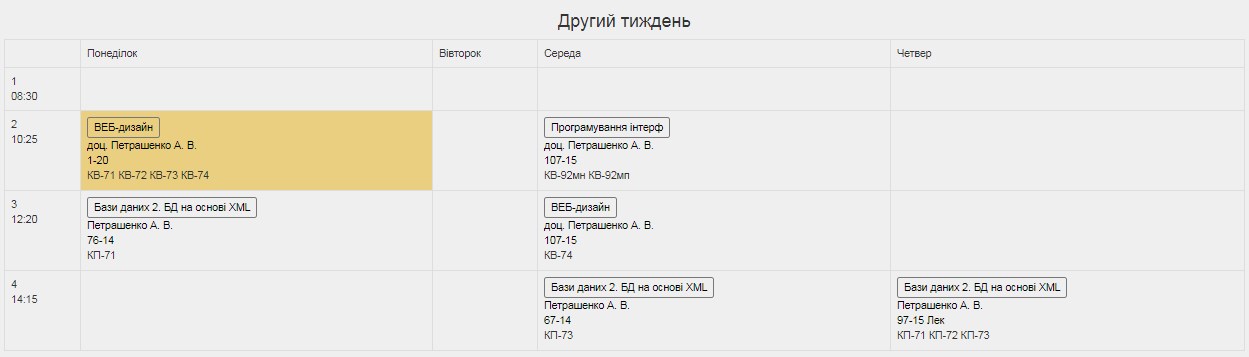 Другий тиждень
Понеділок Вівторок Середа Четвер
1
08:30
2
10:25
ВЕБ-дизайн
доц. Петрашенко А. В.
1-20
КВ-71 КВ-72 КВ-73 КВ-74
Програмування інтерф
доц. Петрашенко А. В.
107-15
КВ-92мн КВ-92мп
3
12:20
Бази даних 2. БД на основі XML
Петрашенко А. В.
76-14
КП-71
ВЕБ-дизайн
доц. Петрашенко А. В.
107-15
КВ-74
4
14:15
Бази даних 2. БД на основі XML
Петрашенко А. В.
67-14
КП-73
Бази даних 2. БД на основі XML
Петрашенко А. В.
97-15 Лек
КП-71 КП-72 КП-73